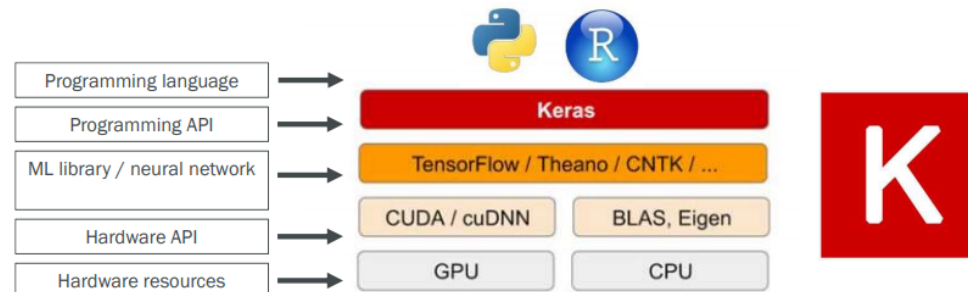 R
Programming language
Keras
Programming API
TensorFlow / Theano / CNTK / ...
ML library / neural network
CUDA / cuDNN
BLAS, Eigen
Hardware API
GPU
CPU
Hardware resources
K